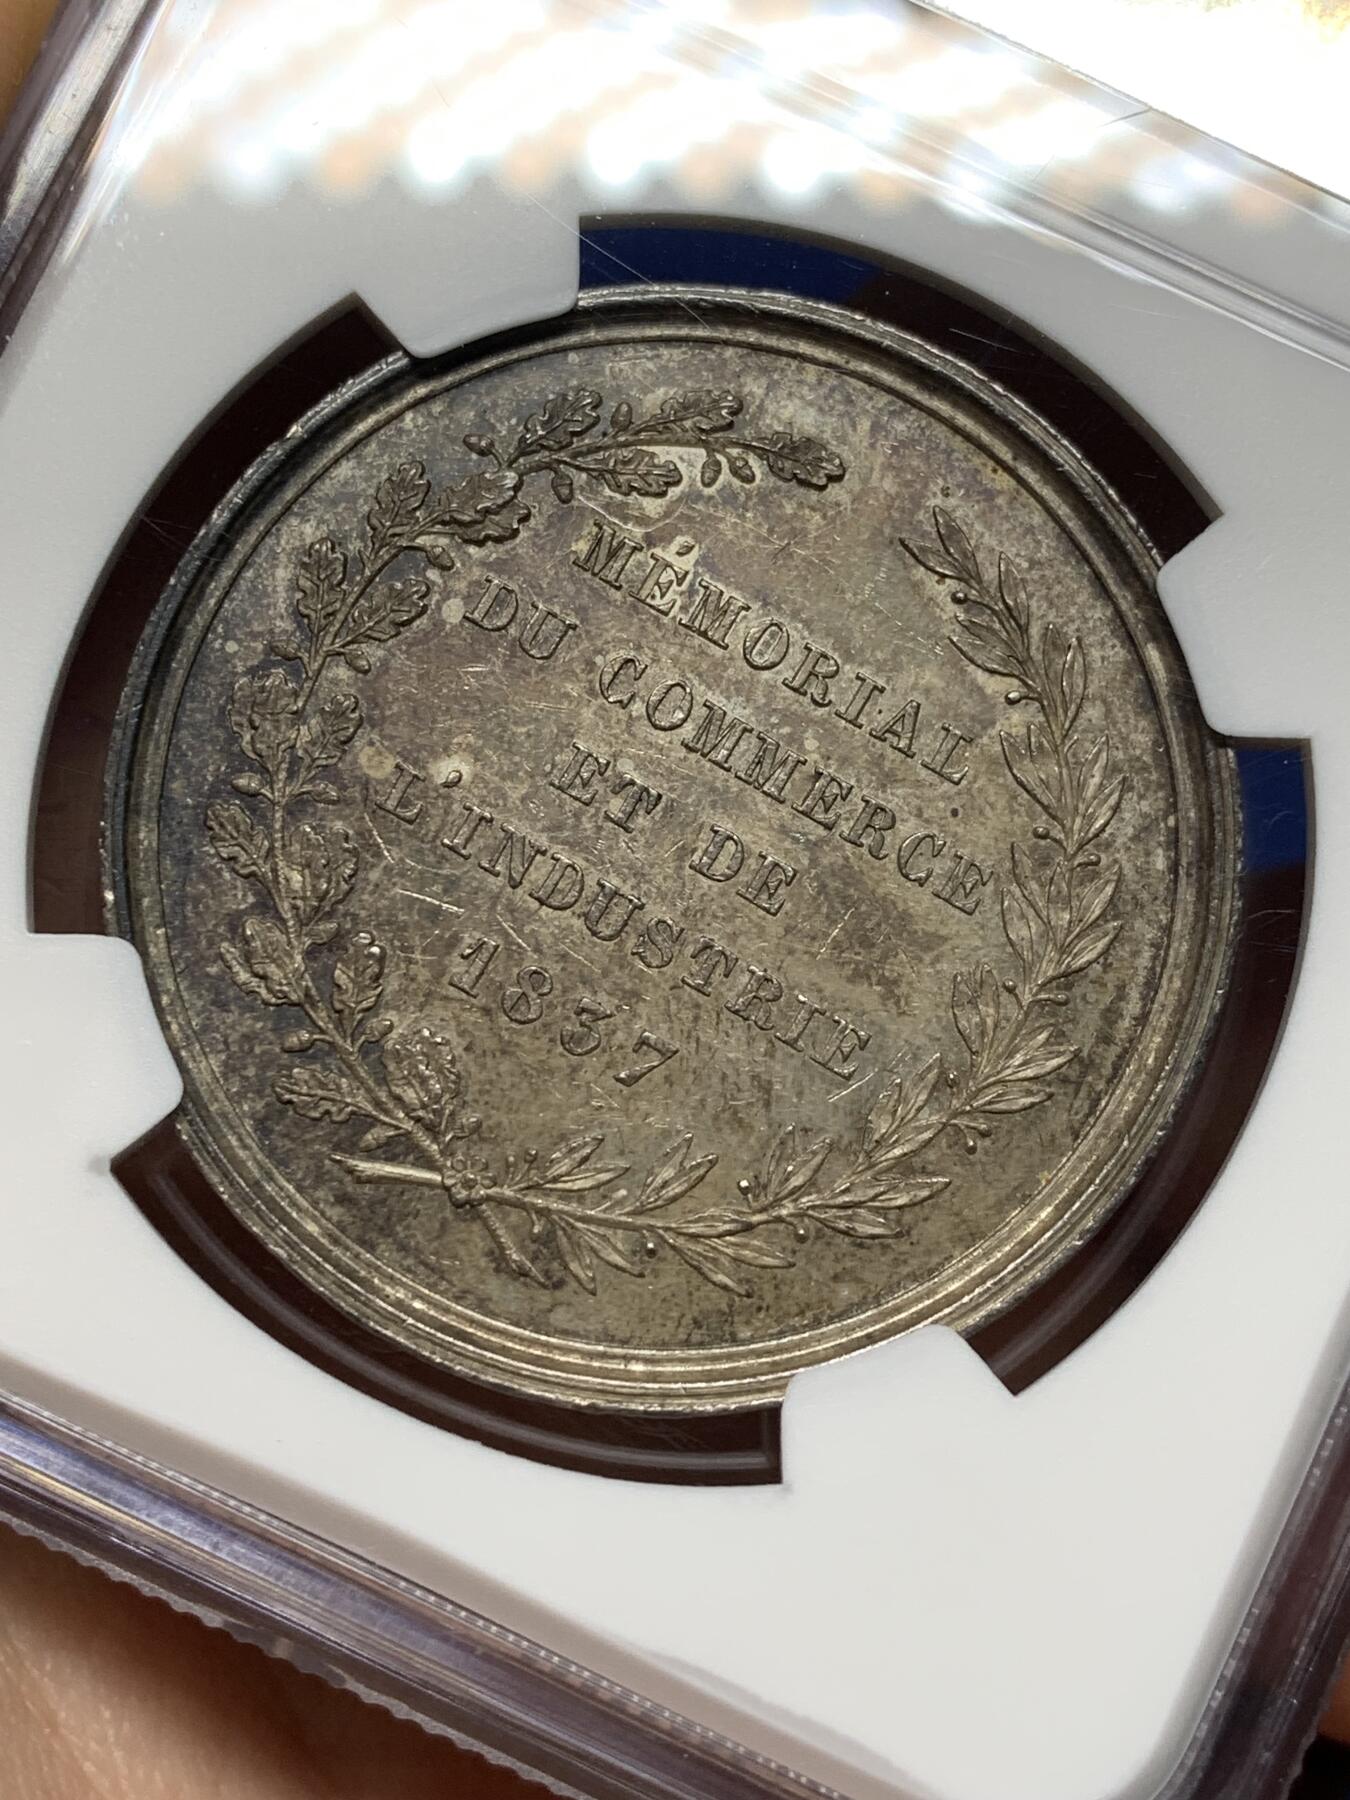 MÉMORIAL
DU COMMERCE
ET DE
L'INDUSTRIE
1837